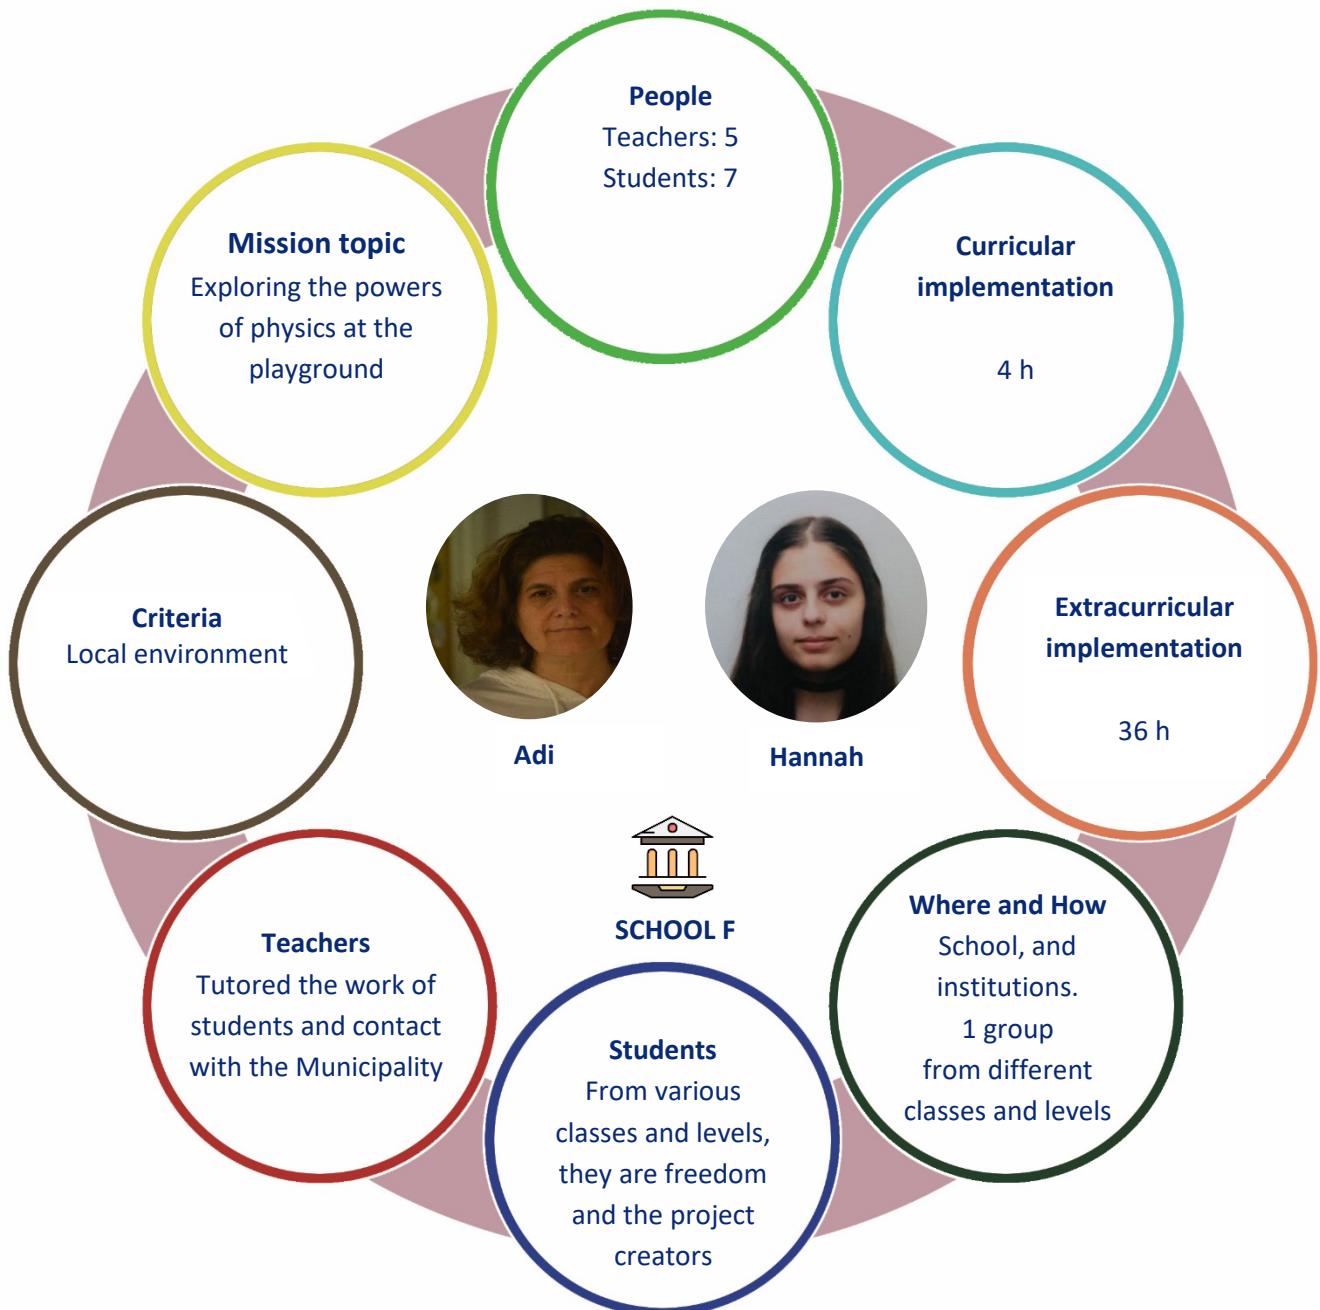 People
Teachers: 5
Students: 7
Curricular
implementation
4 h
Extracurricular
implementation
36 h
Where and How
School, and
institutions.
1 group
from different
classes and levels
Students
From various
classes and levels,
they are freedom
and the project
creators
Teachers
Tutored the work of
students and contact
with the Municipality
Criteria
Local environment
Mission topic
Exploring the powers
of physics at the
playground
Adi
Hannah
SCHOOL F